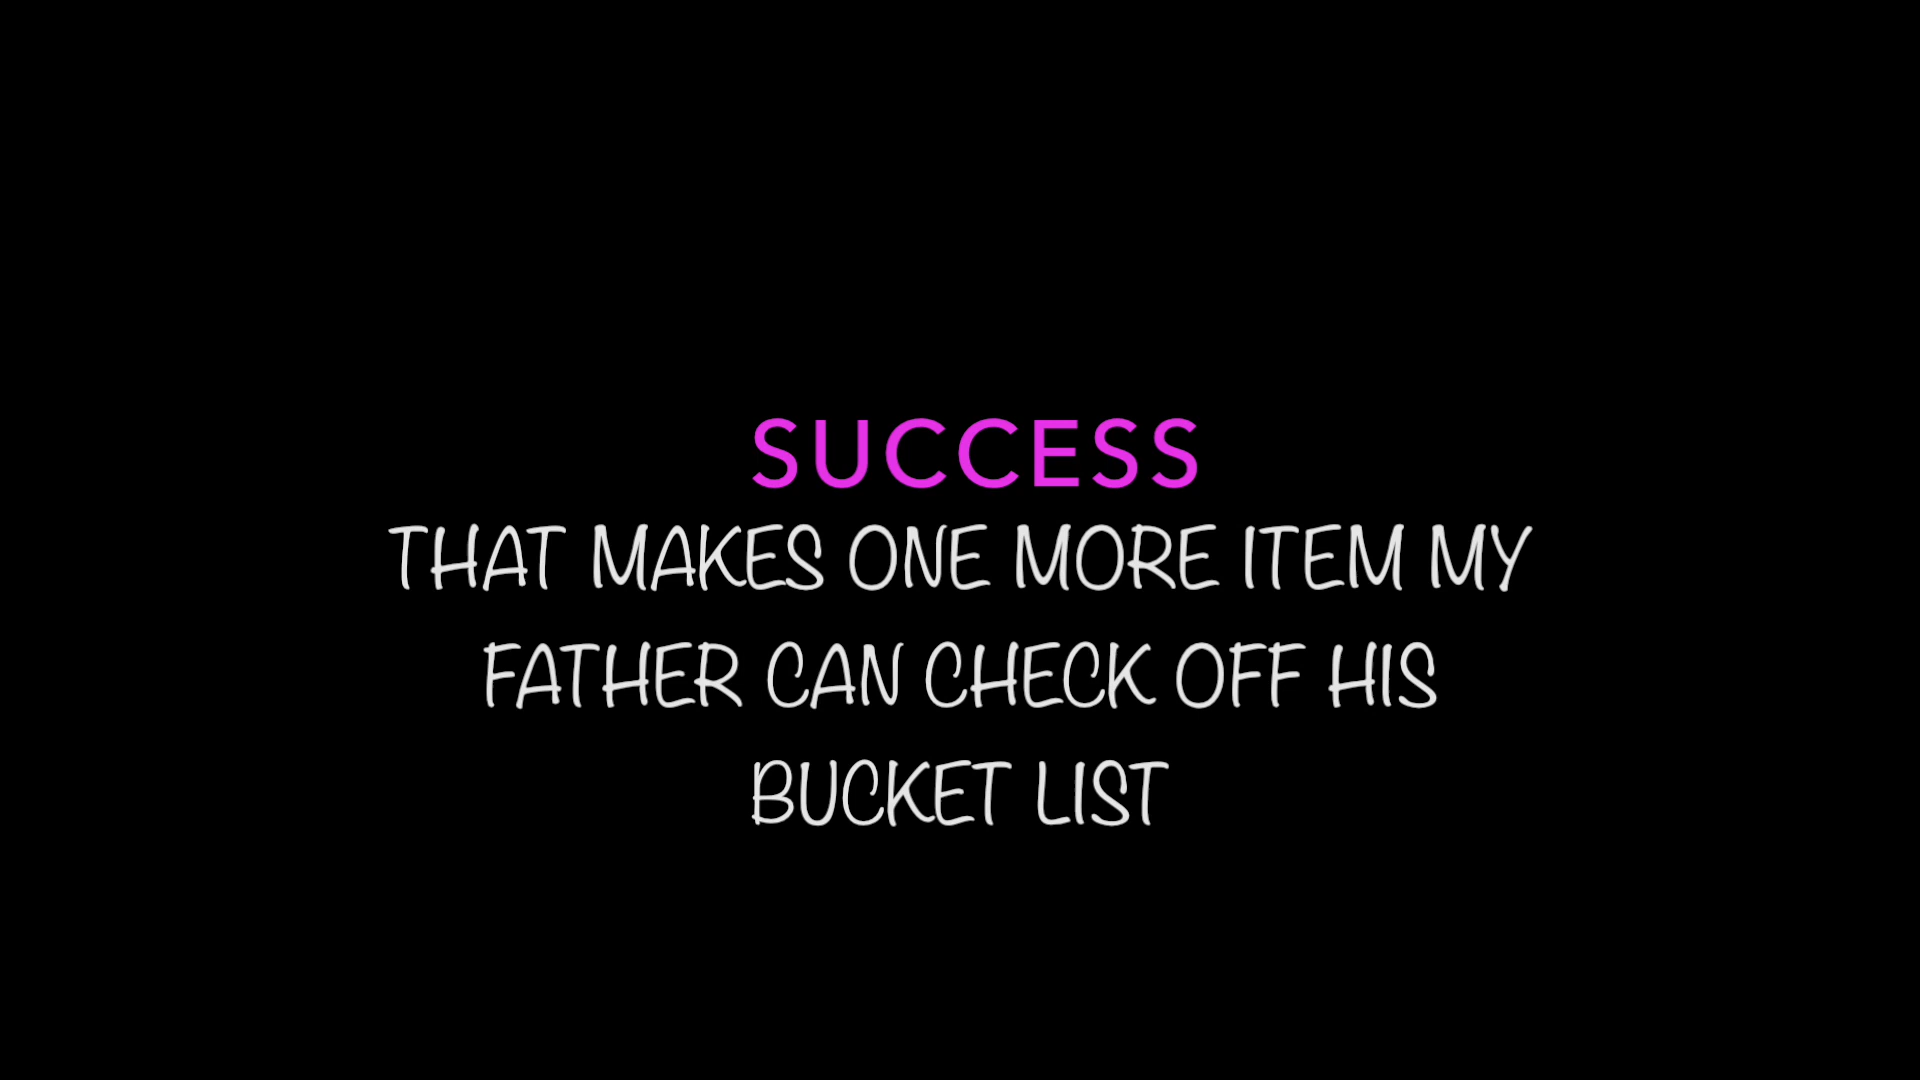 SUCCESS
THAT MAKES ONE MORE ITEM MY
FATHER CAN CHECK OFF HIS
BUCKET LIST